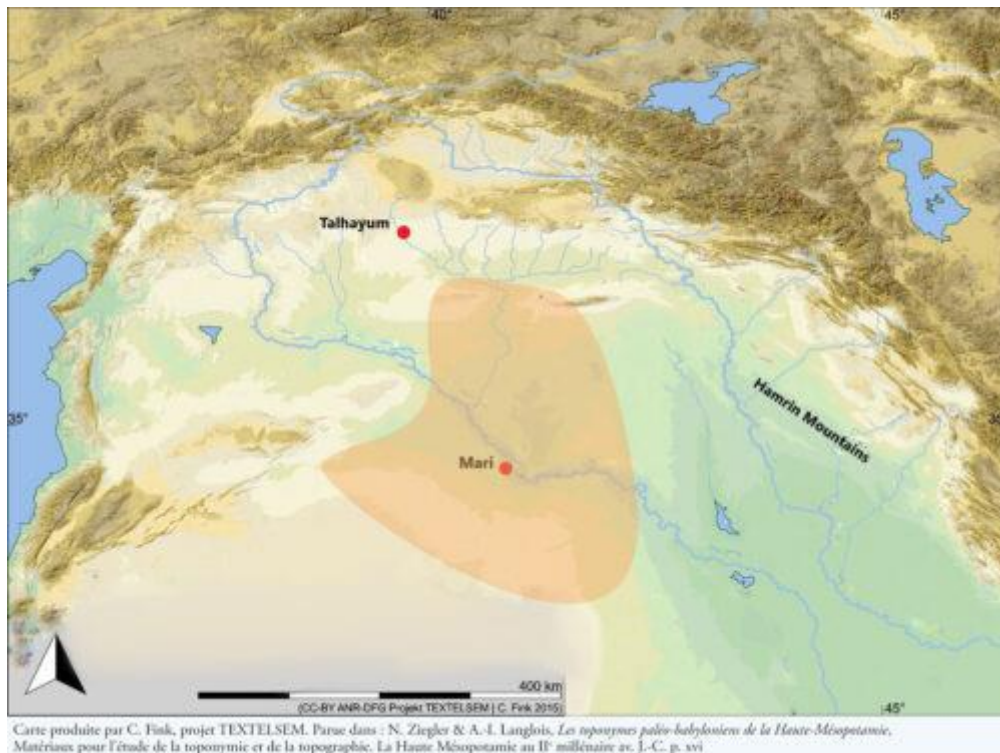 40°
45°
Talhayum
Hamrin Mountains
35°
Mari
400 km
(CC-BY ANR-DFG Projekt TEXTELSEM | C. Fink 2015)
45°
Carte produite par C. Fink, projet TEXTELSEM. Parue dans : N. Ziegler & A.-I. Langlois, Les toponymes paléo-babyloniens de la Haute-Mésopotamie.
Matériaux pour l'étude de la toponymie et de la topographie. La Haute Mésopotamie au IIᵉ millénaire av. J.-C. p. xvi